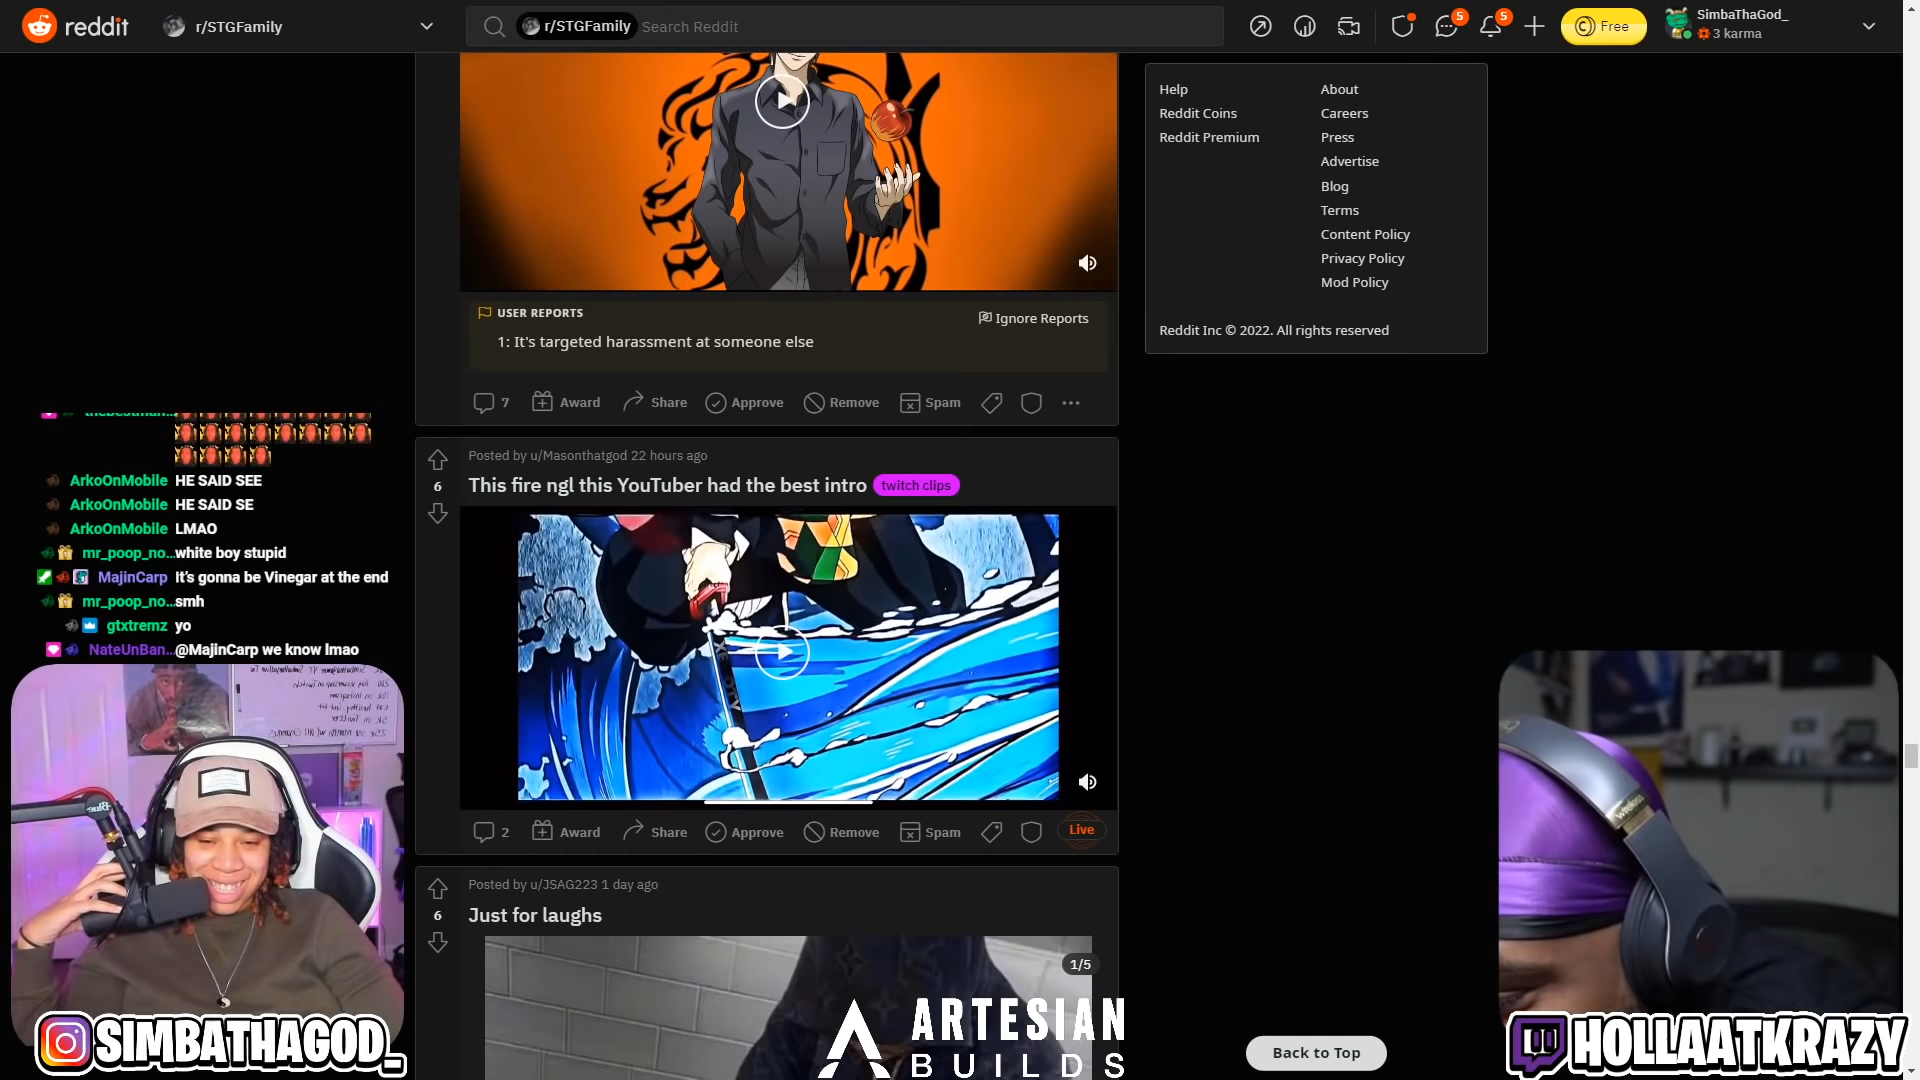 reddit
r/STGFamily
r/STGFamily
Search Reddit
5
5
Free
SimbaThaGod_
3 karma
Help
About
Reddit Coins
Careers
Reddit Premium
Press
Advertise
Blog
Terms
Content Policy
Privacy Policy
Mod Policy
Reddit Inc © 2022. All rights reserved
USER REPORTS
Ignore Reports
1: It's targeted harassment at someone else
7
Award
Share
Approve
Remove
Spam
Posted by u/Masonthatgod 22 hours ago
6
This fire ngl this YouTuber had the best intro
twitch clips
2
Award
Share
Approve
Remove
Spam
Live
Posted by u/JSAG223 1 day ago
6
Just for laughs
1/5
ArkoOnMobile HE SAID SEE
ArkoOnMobile HE SAID SE
ArkoOnMobile LMAO
mr_poop_no... white boy stupid
MajinCarp It's gonna be Vinegar at the end
mr_poop_no... smh
gtxtremz yo
NateUnBan... @MajinCarp we know lmao
Blue
@SIMBATHAGOD_
ARTESIAN
BUILDS
Back to Top
HOLLAATKRAZY